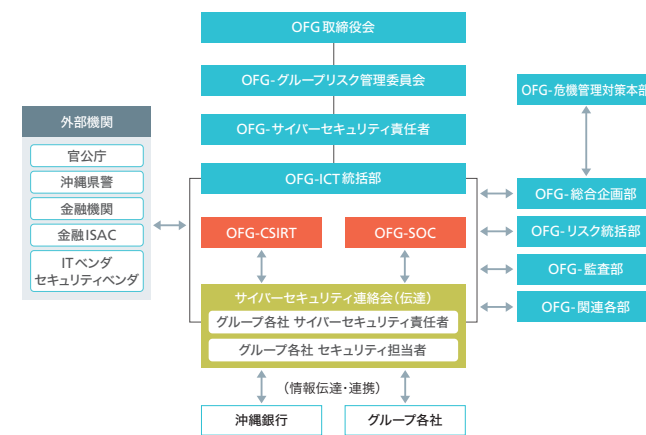 OFG取締役会
OFG-グループリスク管理委員会
OFG-サイバーセキュリティ責任者
OFG-ICT統括部
外部機関
官公庁
沖縄県警
金融機関
金融ISAC
ITベンダ
セキュリティベンダ
OFG-CSIRT
OFG-SOC
サイバーセキュリティ連絡会(伝達)
グループ各社 サイバーセキュリティ責任者
グループ各社 セキュリティ担当者
(情報伝達・連携)
沖縄銀行
グループ各社
OFG-危機管理対策本部
OFG-総合企画部
OFG-リスク統括部
OFG-監査部
OFG-関連各部